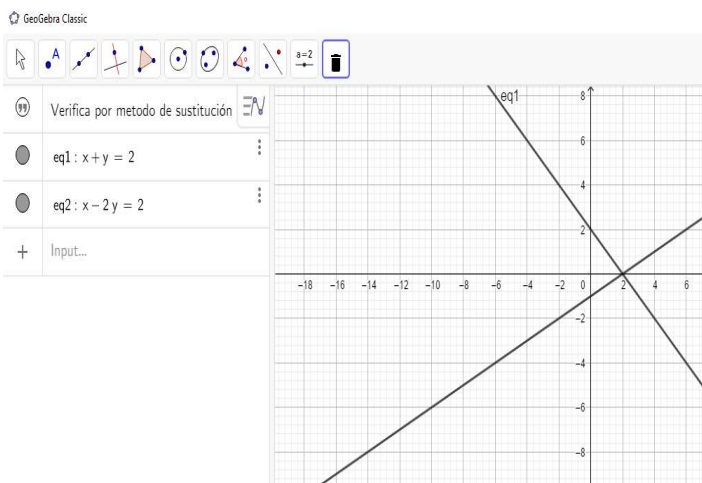 GeoGebra Classic
A
a=2
Verifica por metodo de sustitución
eq1 : x + y = 2
eq2 : x − 2 y = 2
Input...
eq1
8
6
4
2
−18 −16 −14 −12 −10 −8 −6 −4 −2 0 2 4 6
−2
−4
−6
−8